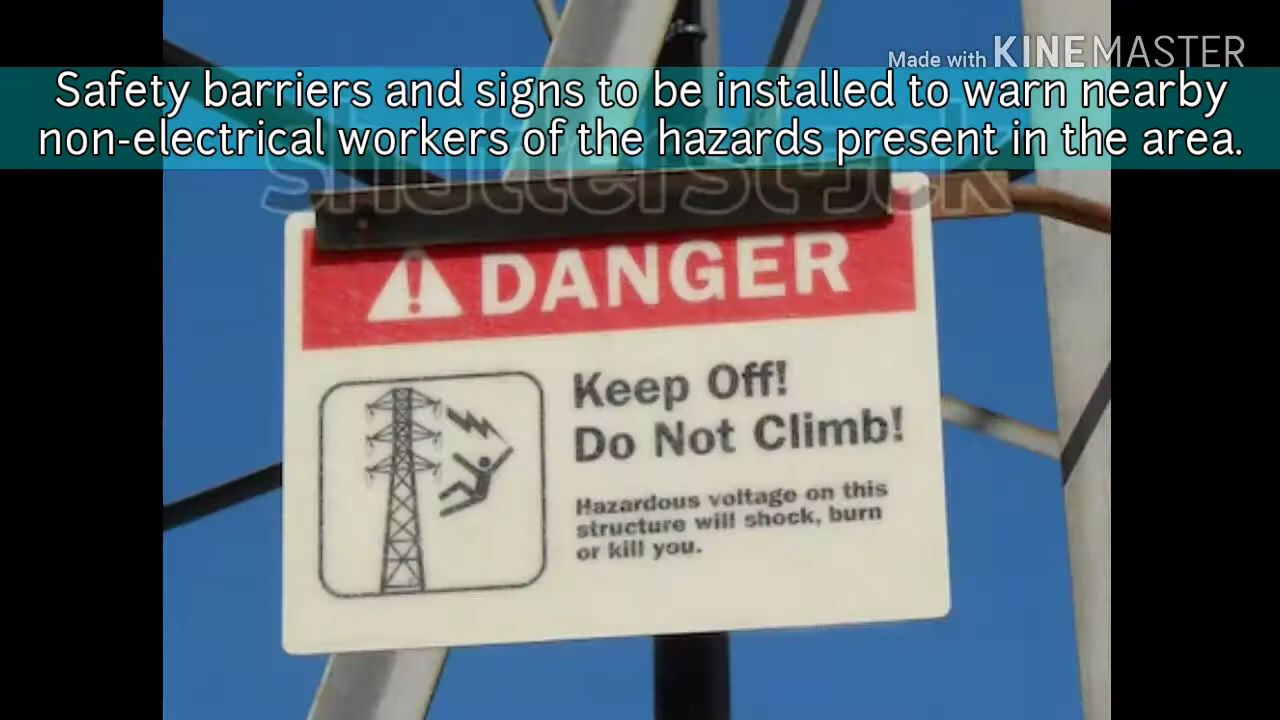 Made with KINEMASTER
Safety barriers and signs to be installed to warn nearby
non-electrical workers of the hazards present in the area.
shutterstock
DANGER
Keep Off!
Do Not Climb!
Hazardous voltage on this
structure will shock, burn
or kill you.